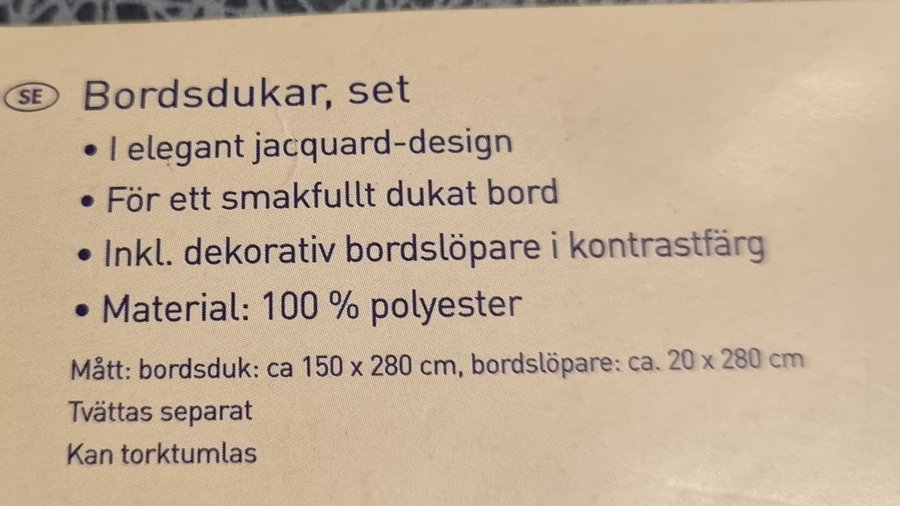 SE Bordsdukar, set
• I elegant jacquard-design
• För ett smakfullt dukat bord
• Inkl. dekorativ bordslöpare i kontrastfärg
• Material: 100 % polyester
Mått: bordsduk: ca 150 x 280 cm, bordslöpare: ca. 20 x 280 cm
Tvättas separat
Kan torktumlas